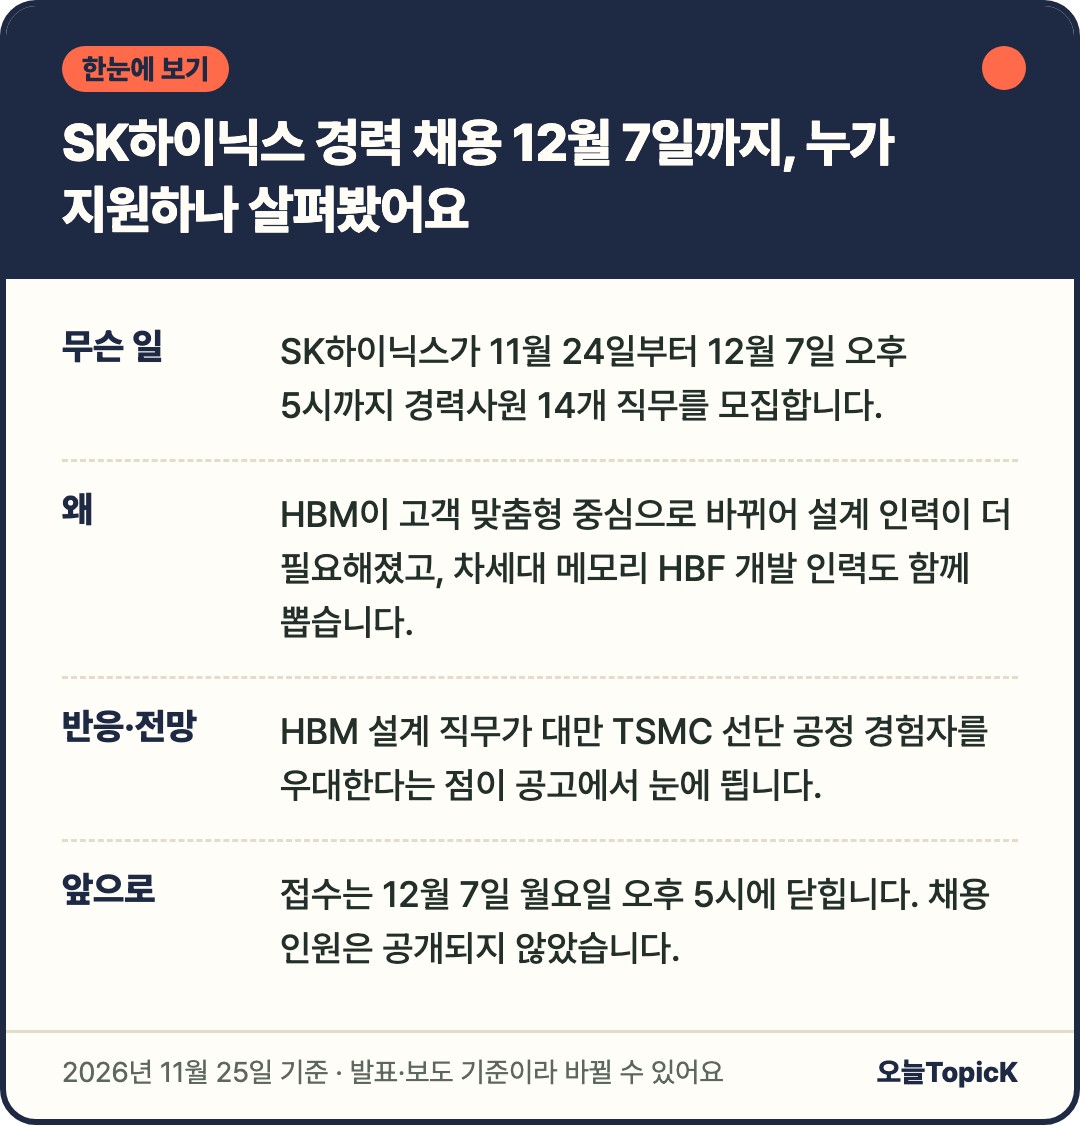 한눈에 보기
SK하이닉스 경력 채용 12월 7일까지, 누가
지원하나 살펴봤어요
무슨 일
SK하이닉스가 11월 24일부터 12월 7일 오후
5시까지 경력사원 14개 직무를 모집합니다.
왜
HBM이 고객 맞춤형 중심으로 바뀌어 설계 인력이 더
필요해졌고, 차세대 메모리 HBF 개발 인력도 함께
뽑습니다.
반응·전망
HBM 설계 직무가 대만 TSMC 선단 공정 경험자를
우대한다는 점이 공고에서 눈에 띕니다.
앞으로
접수는 12월 7일 월요일 오후 5시에 닫힙니다. 채용
인원은 공개되지 않았습니다.
2026년 11월 25일 기준 · 발표·보도 기준이라 바뀔 수 있어요
오늘TopicK